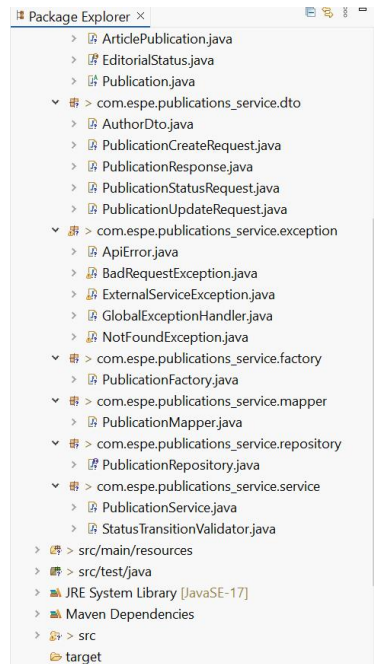 Package Explorer ×
> ArticlePublication.java
> EditorialStatus.java
> Publication.java
> com.espe.publications_service.dto
> AuthorDto.java
> PublicationCreateRequest.java
> PublicationResponse.java
> PublicationStatusRequest.java
> PublicationUpdateRequest.java
> com.espe.publications_service.exception
> ApiError.java
> BadRequestException.java
> ExternalServiceException.java
> GlobalExceptionHandler.java
> NotFoundException.java
> com.espe.publications_service.factory
> PublicationFactory.java
> com.espe.publications_service.mapper
> PublicationMapper.java
> com.espe.publications_service.repository
> PublicationRepository.java
> com.espe.publications_service.service
> PublicationService.java
> StatusTransitionValidator.java
> > src/main/resources
> > src/test/java
> JRE System Library [JavaSE-17]
> Maven Dependencies
> > src
target